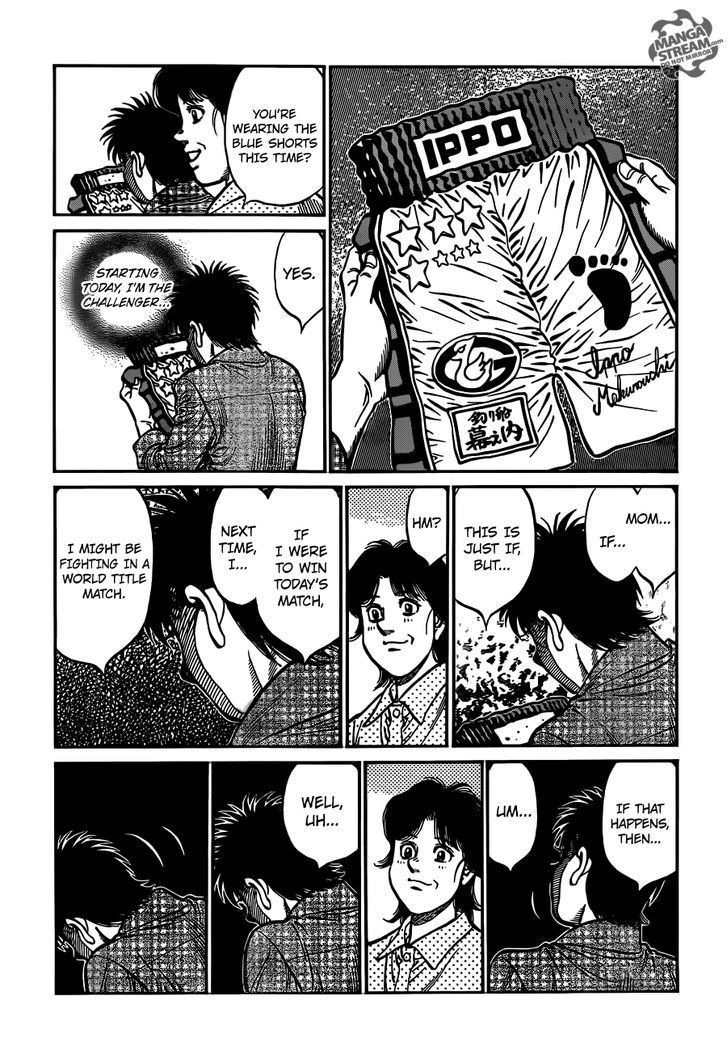 MANGA
STREAM.com
DO NOT MIRROR!
IPPO
Ippo
Makunouchi
釣り船
幕之内
YOU'RE
WEARING THE
BLUE SHORTS
THIS TIME?
YES.
STARTING
TODAY, I'M THE
CHALLENGER...
MOM...
IF...
THIS IS
JUST IF,
BUT...
HM?
IF
I WERE
TO WIN
TODAY'S
MATCH,
NEXT
TIME,
I...
I MIGHT BE
FIGHTING IN A
WORLD TITLE
MATCH.
IF THAT
HAPPENS,
THEN...
UM...
WELL,
UH...